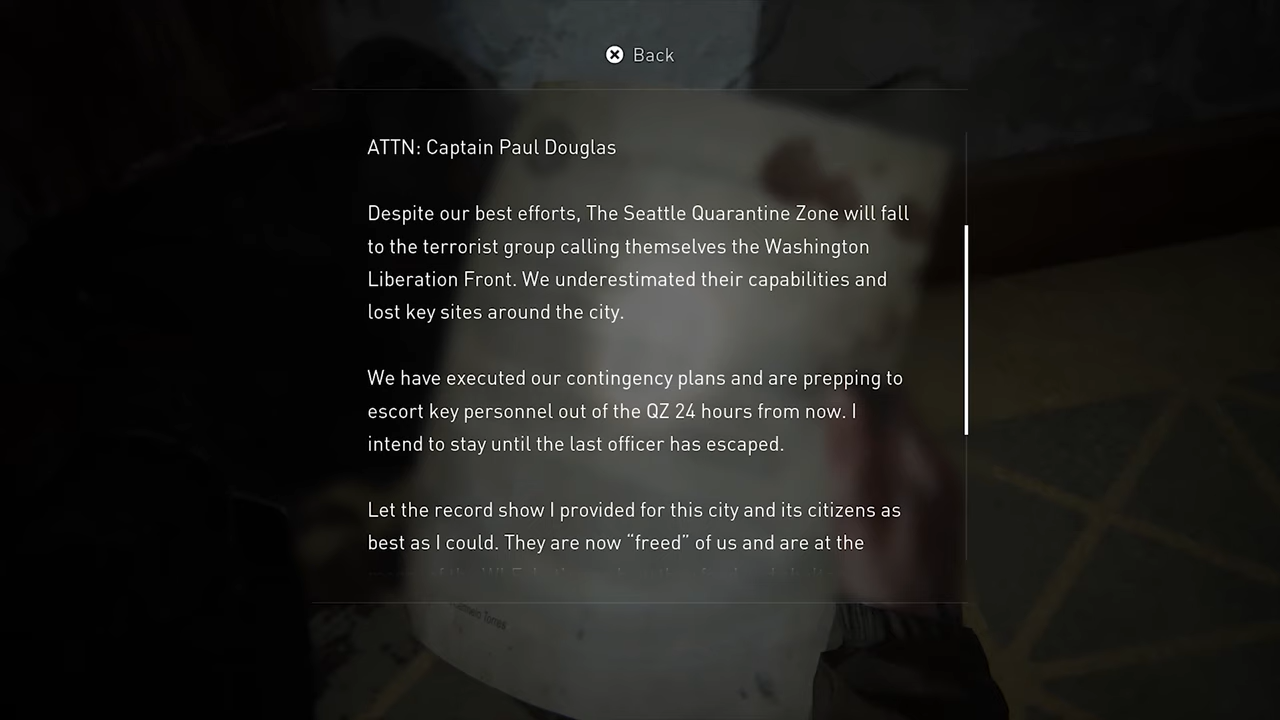 Back
ATTN: Captain Paul Douglas
Despite our best efforts, The Seattle Quarantine Zone will fall
to the terrorist group calling themselves the Washington
Liberation Front. We underestimated their capabilities and
lost key sites around the city.
We have executed our contingency plans and are prepping to
escort key personnel out of the QZ 24 hours from now. I
intend to stay until the last officer has escaped.
Let the record show I provided for this city and its citizens as
best as I could. They are now “freed” of us and are at the
Torres